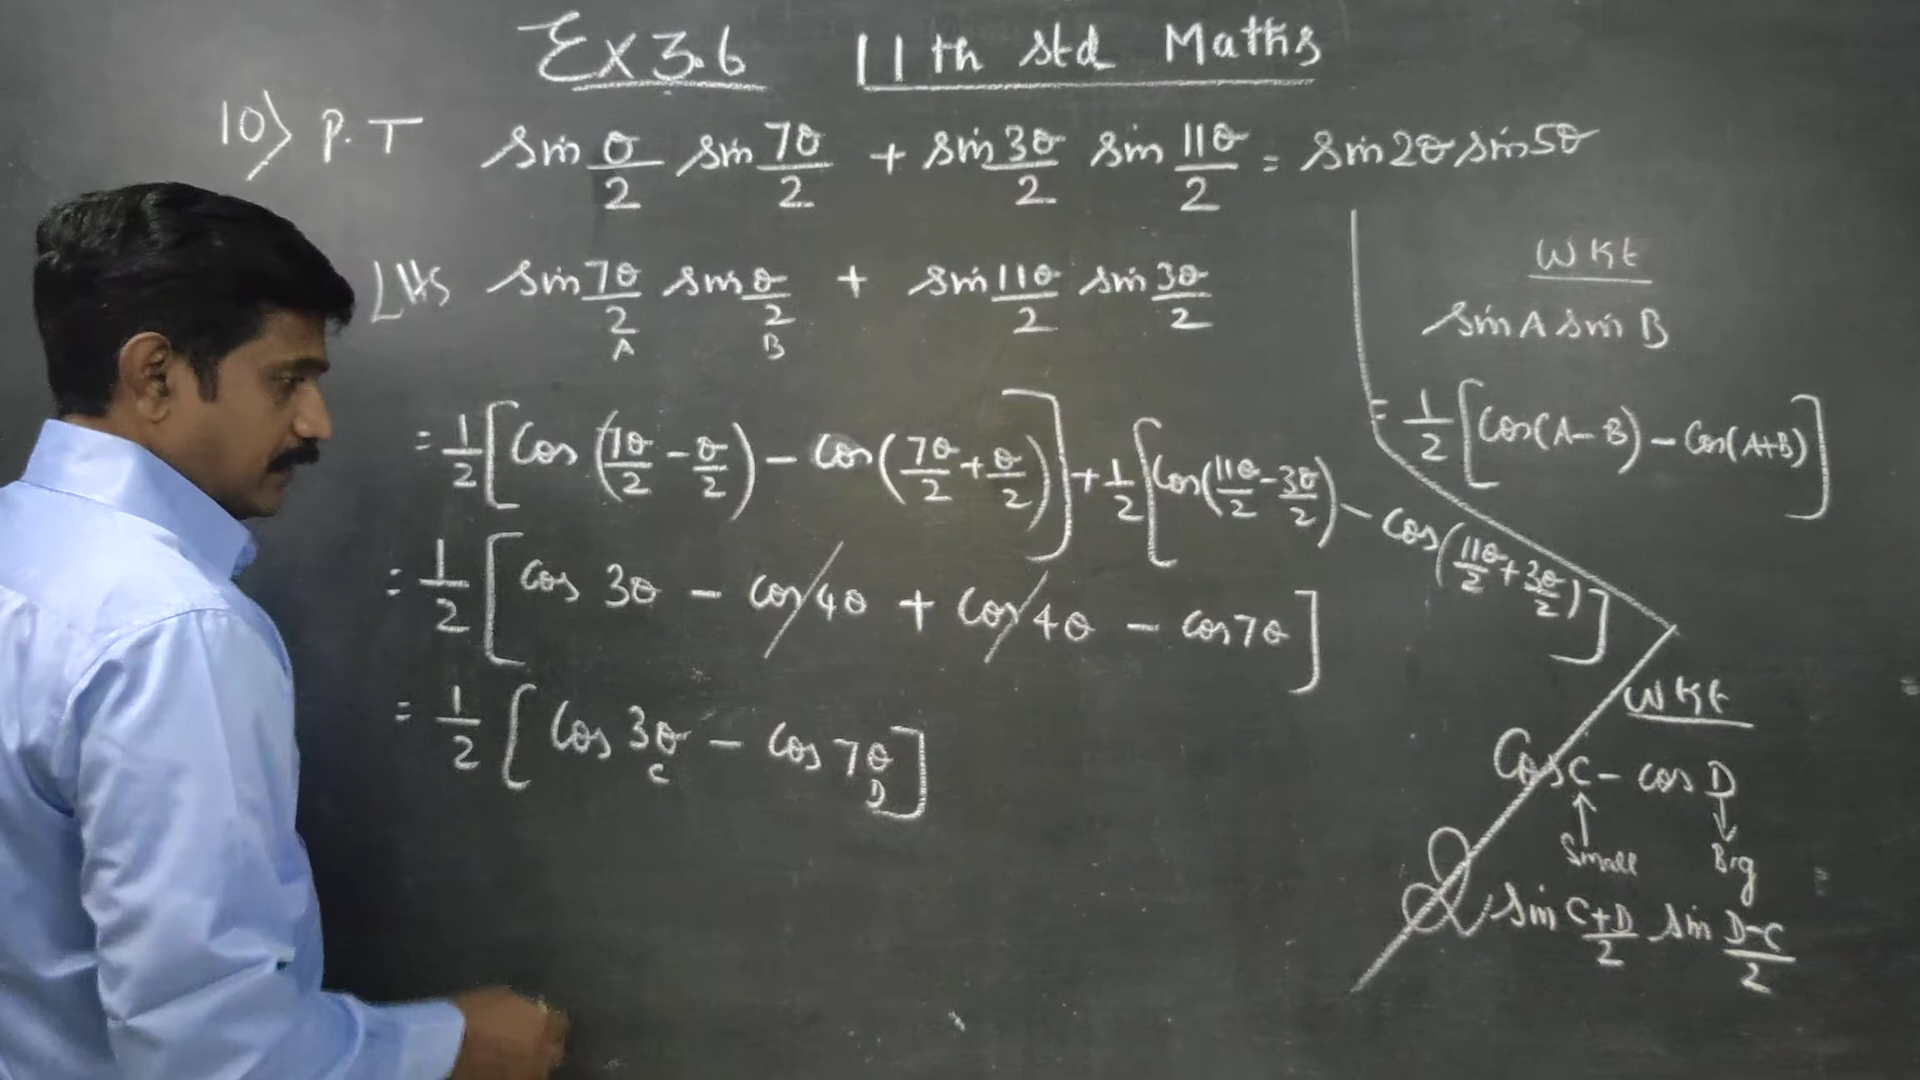 Ex 3.6 11th std Maths
10) P.T sin θ/2 sin 7θ/2 + sin 3θ/2 sin 11θ/2 = sin2θ sin5θ
LHS sin 7θ/2 sin θ/2 + sin 11θ/2 sin 3θ/2
A B
= 1/2 [Cos (7θ/2 - θ/2) - cos (7θ/2 + θ/2)] + 1/2 [Cos (11θ/2 - 3θ/2) - cos (11θ/2 + 3θ/2)]
= 1/2 [cos 3θ - cos 4θ + cos 4θ - cos 7θ]
= 1/2 [Cos 3θ - cos 7θ]
C D
WKt
sin A sin B
= 1/2 [cos(A-B) - cos(A+B)]
WKt
Cos C - cos D
Small Big
2 sin C+D/2 sin D-C/2